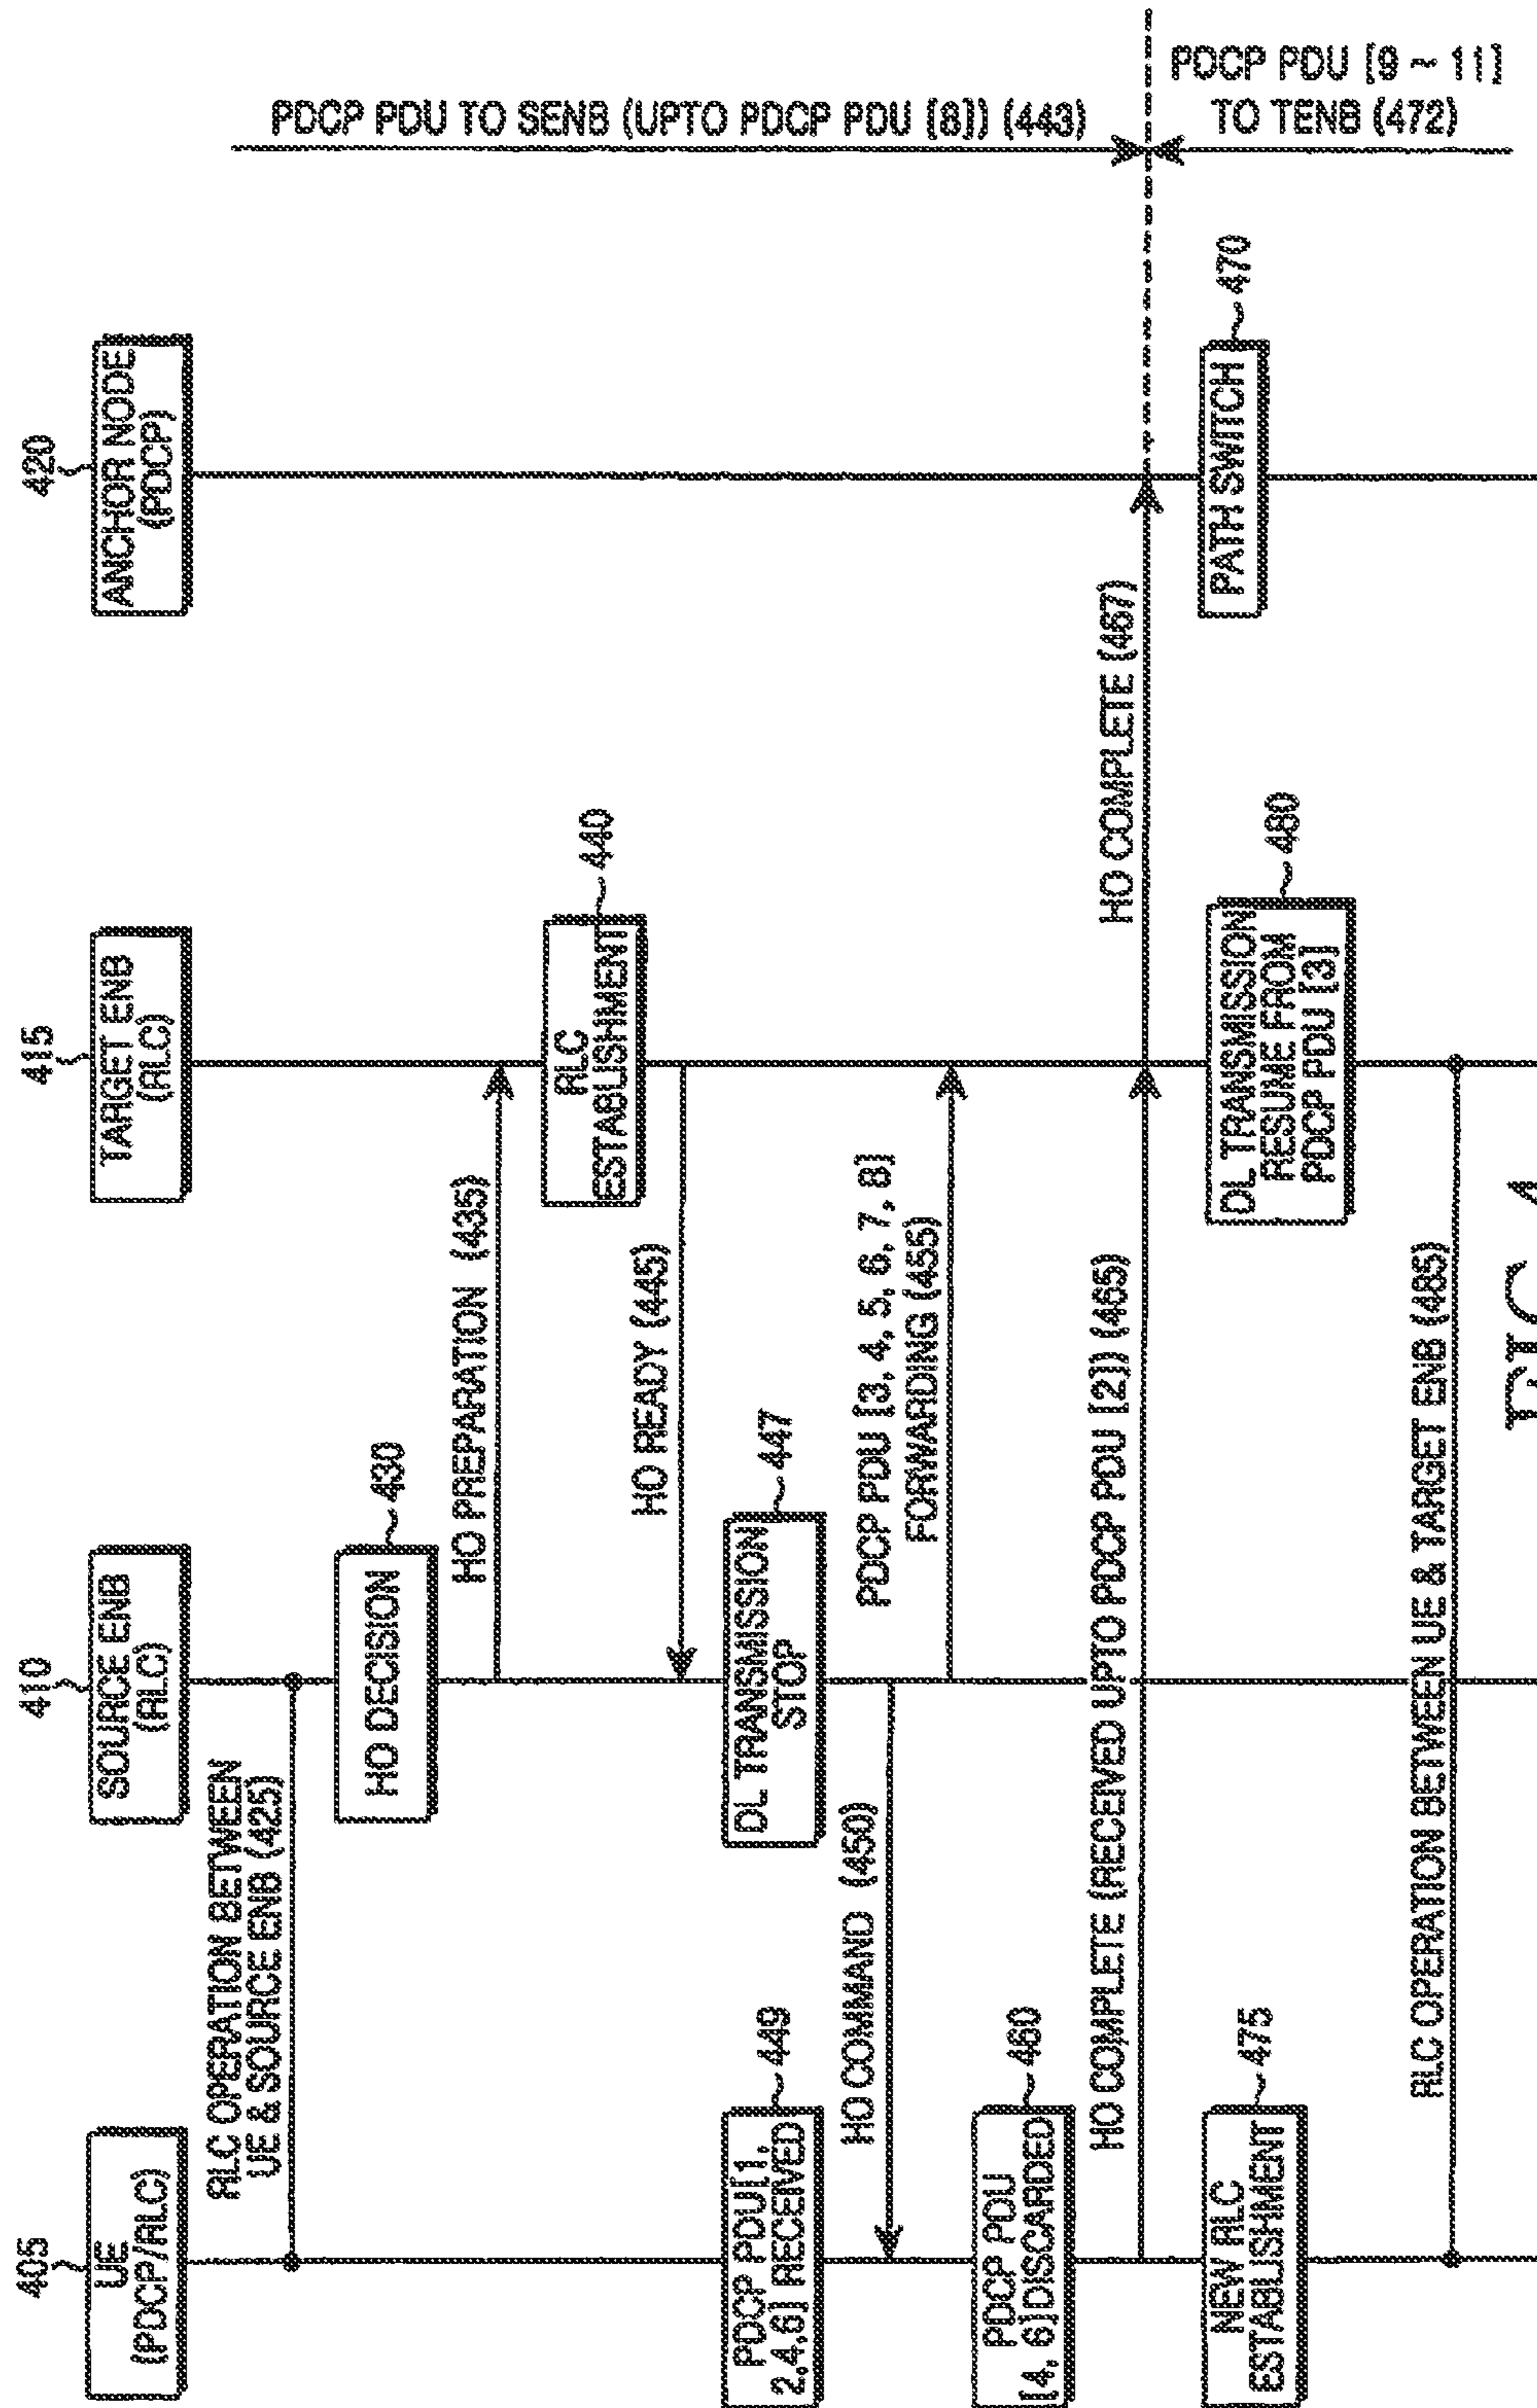 405
UE
(PDCP/RLC)
410
SOURCE ENB
(RLC)
415
TARGET ENB
(RLC)
420
ANCHOR NODE
(PDCP)
RLC OPERATION BETWEEN
UE & SOURCE ENB (425)
HO DECISION
430
HO PREPARATION (435)
RLC
ESTABLISHMENT
440
PDCP PDU TO SENB (UPTO PDCP PDU [8]) (443)
HO READY (445)
DL TRANSMISSION
STOP
447
PDCP PDU[1,
2,4,6] RECEIVED
449
HO COMMAND (450)
PDCP PDU [3, 4, 5, 6, 7, 8]
FORWARDING (455)
PDCP PDU
[4, 6]DISCARDED
460
HO COMPLETE (RECEIVED UPTO PDCP PDU [2]) (465)
HO COMPLETE (467)
PATH SWITCH
470
PDCP PDU [9 ~ 11]
TO TENB (472)
NEW RLC
ESTABLISHMENT
475
DL TRANSMISSION
RESUME FROM
PDCP PDU [3]
480
RLC OPERATION BETWEEN UE & TARGET ENB (485)